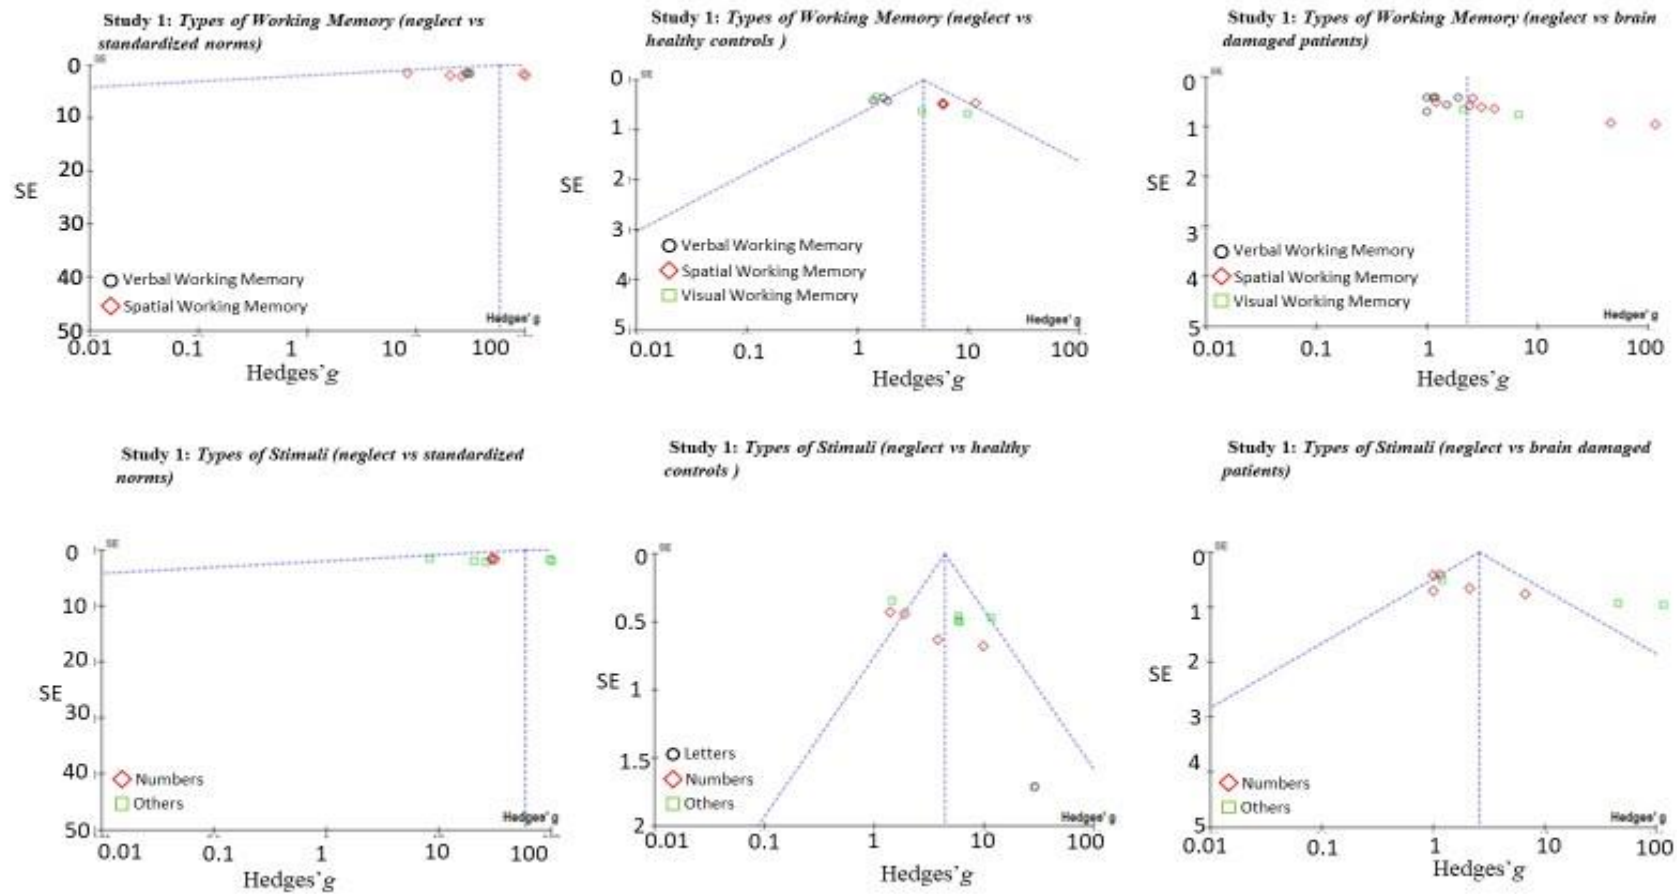 Study 1: Types of Working Memory (neglect vs
standardized norms)
SE
0
10
20
30
40
50
SE
Verbal Working Memory
Spatial Working Memory
Hedges' g
0.01 0.1 1 10 100
Hedges'g
Study 1: Types of Working Memory (neglect vs
healthy controls )
SE
0
1
2
3
4
5
SE
Verbal Working Memory
Spatial Working Memory
Visual Working Memory
Hedges' g
0.01 0.1 1 10 100
Hedges'g
Study 1: Types of Working Memory (neglect vs brain
damaged patients)
SE
0
1
2
3
4
5
SE
Verbal Working Memory
Spatial Working Memory
Visual Working Memory
Hedges' g
0.01 0.1 1 10 100
Hedges'g
Study 1: Types of Stimuli (neglect vs standardized
norms)
SE
0
10
20
30
40
50
SE
Numbers
Others
Hedges' g
0.01 0.1 1 10 100
Hedges'g
Study 1: Types of Stimuli (neglect vs healthy
controls )
SE
0
0.5
1
1.5
2
SE
Letters
Numbers
Others
Hedges' g
0.01 0.1 1 10 100
Hedges'g
Study 1: Types of Stimuli (neglect vs brain damaged
patients)
SE
0
1
2
3
4
5
SE
Numbers
Others
Hedges' g
0.01 0.1 1 10 100
Hedges'g